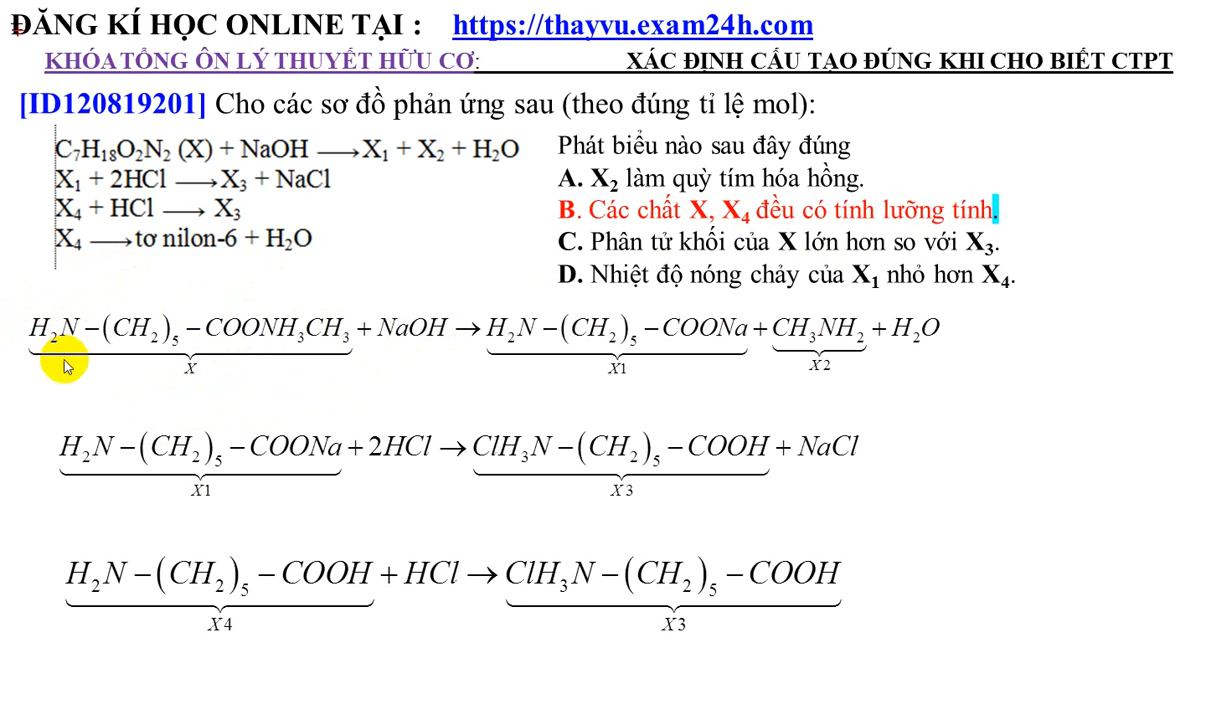 ĐĂNG KÍ HỌC ONLINE TẠI : https://thayvu.exam24h.com
KHÓA TỔNG ÔN LÝ THUYẾT HỮU CƠ: XÁC ĐỊNH CẤU TẠO ĐÚNG KHI CHO BIẾT CTPT
[ID120819201] Cho các sơ đồ phản ứng sau (theo đúng tỉ lệ mol):
C₇H₁₈O₂N₂ (X) + NaOH ⟶ X₁ + X₂ + H₂O
X₁ + 2HCl ⟶ X₃ + NaCl
X₄ + HCl ⟶ X₃
X₄ ⟶ tơ nilon-6 + H₂O
Phát biểu nào sau đây đúng
A. X₂ làm quỳ tím hóa hồng.
B. Các chất X, X₄ đều có tính lưỡng tính.
C. Phân tử khối của X lớn hơn so với X₃.
D. Nhiệt độ nóng chảy của X₁ nhỏ hơn X₄.
H₂N – (CH₂)₅ – COONH₃CH₃ + NaOH → H₂N – (CH₂)₅ – COONa + CH₃NH₂ + H₂O
X X1 X2
H₂N – (CH₂)₅ – COONa + 2HCl → ClH₃N – (CH₂)₅ – COOH + NaCl
X1 X3
H₂N – (CH₂)₅ – COOH + HCl → ClH₃N – (CH₂)₅ – COOH
X4 X3